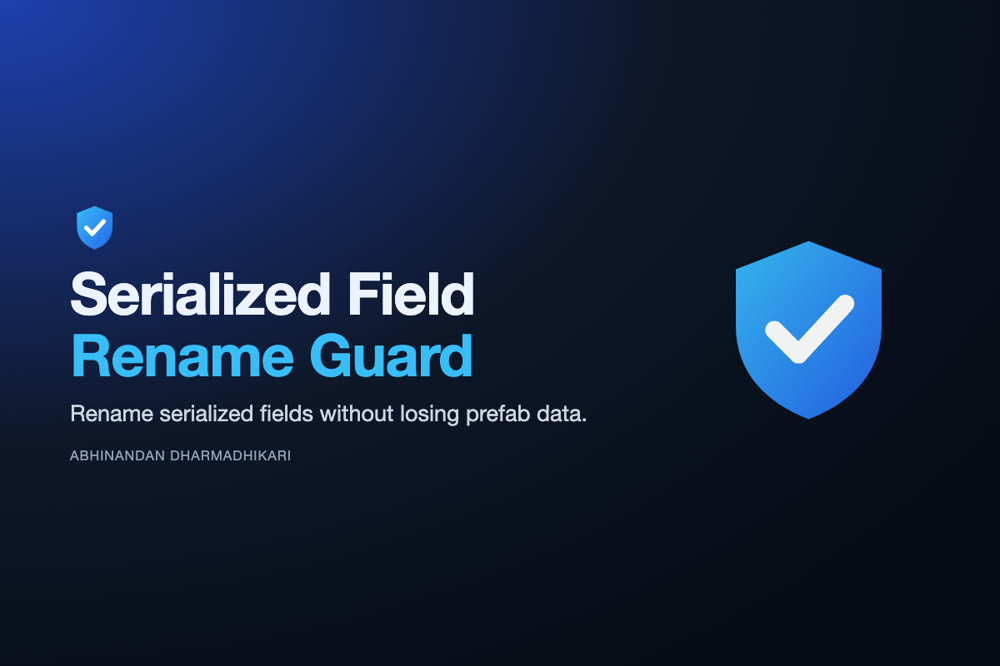 Serialized Field
Rename Guard
Rename serialized fields without losing prefab data.
ABHINANDAN DHARMADHIKARI